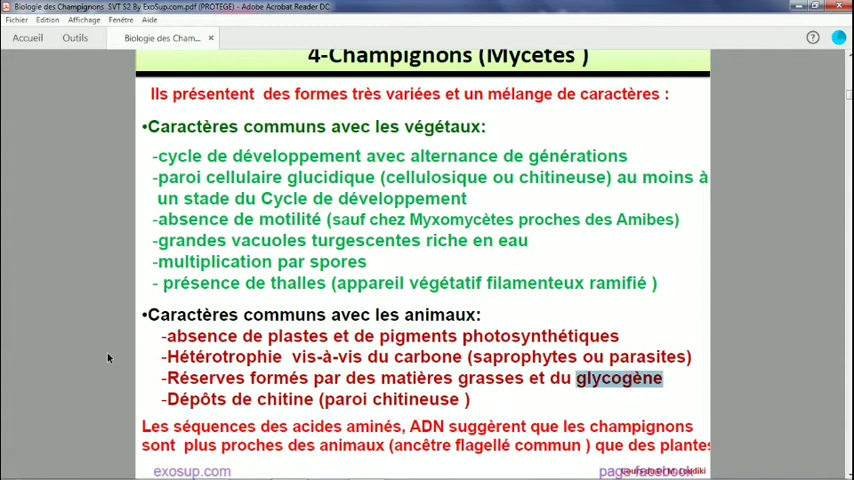 Biologie des Champignons SVT S2 By ExoSup.com.pdf (PROTEGE) - Adobe Acrobat Reader DC
Fichier Edition Affichage Fenêtre Aide
Accueil Outils Biologie des Cham... ×
4-Champignons (Mycètes )
Ils présentent des formes très variées et un mélange de caractères :
•Caractères communs avec les végétaux:
-cycle de développement avec alternance de générations
-paroi cellulaire glucidique (cellulosique ou chitineuse) au moins à
un stade du Cycle de développement
-absence de motilité (sauf chez Myxomycètes proches des Amibes)
-grandes vacuoles turgescentes riche en eau
-multiplication par spores
- présence de thalles (appareil végétatif filamenteux ramifié )
•Caractères communs avec les animaux:
-absence de plastes et de pigments photosynthétiques
-Hétérotrophie vis-à-vis du carbone (saprophytes ou parasites)
-Réserves formés par des matières grasses et du glycogène
-Dépôts de chitine (paroi chitineuse )
Les séquences des acides aminés, ADN suggèrent que les champignons
sont plus proches des animaux (ancêtre flagellé commun ) que des plantes
exosup.com page facebook